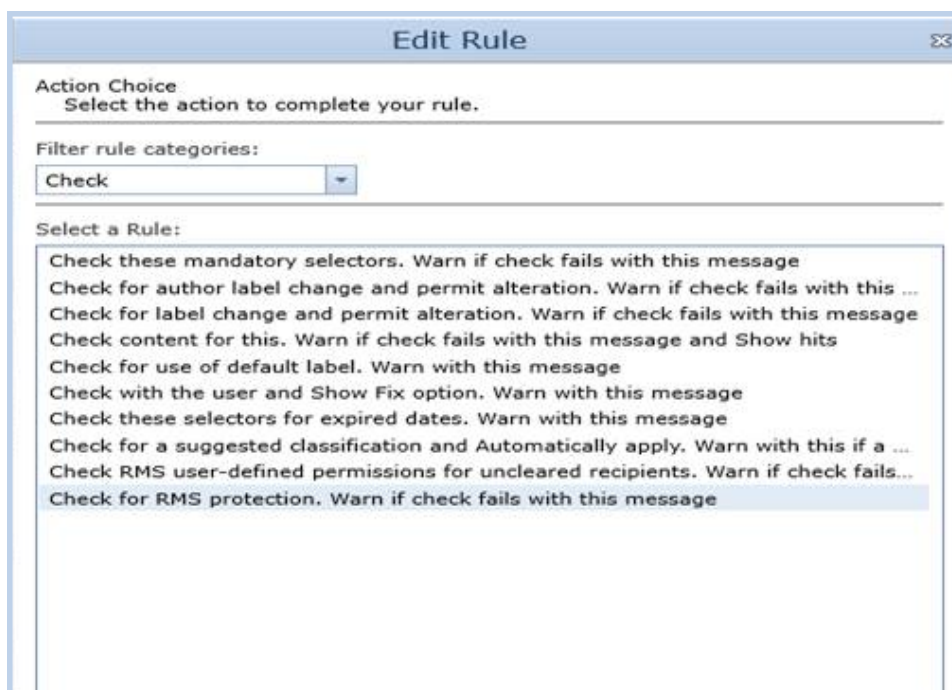 Edit Rule
Action Choice
Select the action to complete your rule.
Filter rule categories:
Check
Select a Rule:
Check these mandatory selectors. Warn if check fails with this message
Check for author label change and permit alteration. Warn if check fails with this ...
Check for label change and permit alteration. Warn if check fails with this message
Check content for this. Warn if check fails with this message and Show hits
Check for use of default label. Warn with this message
Check with the user and Show Fix option. Warn with this message
Check these selectors for expired dates. Warn with this message
Check for a suggested classification and Automatically apply. Warn with this if a ...
Check RMS user-defined permissions for uncleared recipients. Warn if check fails...
Check for RMS protection. Warn if check fails with this message